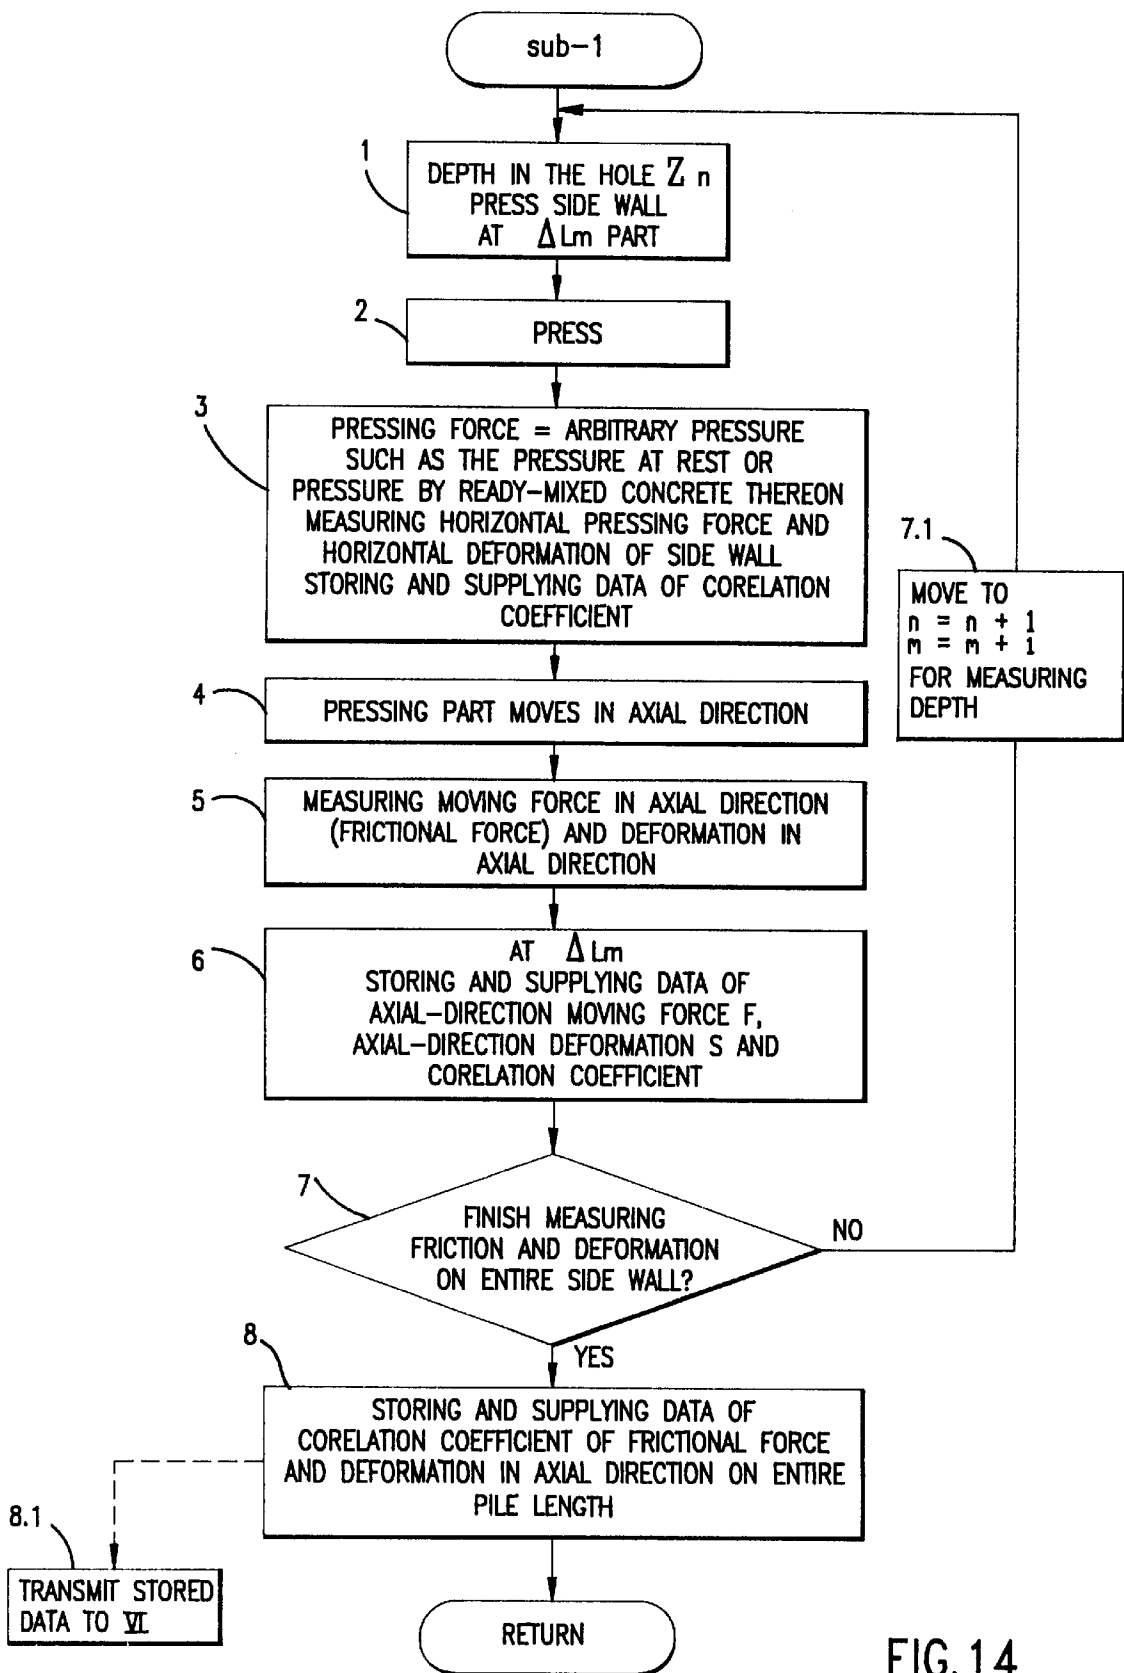 sub-1
1
DEPTH IN THE HOLE Z n
PRESS SIDE WALL
AT ΔLm PART
2
PRESS
3
PRESSING FORCE = ARBITRARY PRESSURE
SUCH AS THE PRESSURE AT REST OR
PRESSURE BY READY-MIXED CONCRETE THEREON
MEASURING HORIZONTAL PRESSING FORCE AND
HORIZONTAL DEFORMATION OF SIDE WALL
STORING AND SUPPLYING DATA OF CORELATION
COEFFICIENT
4
PRESSING PART MOVES IN AXIAL DIRECTION
5
MEASURING MOVING FORCE IN AXIAL DIRECTION
(FRICTIONAL FORCE) AND DEFORMATION IN
AXIAL DIRECTION
6
AT ΔLm
STORING AND SUPPLYING DATA OF
AXIAL-DIRECTION MOVING FORCE F,
AXIAL-DIRECTION DEFORMATION S AND
CORELATION COEFFICIENT
7
FINISH MEASURING
FRICTION AND DEFORMATION
ON ENTIRE SIDE WALL?
NO
7.1
MOVE TO
n = n + 1
m = m + 1
FOR MEASURING
DEPTH
YES
8
STORING AND SUPPLYING DATA OF
CORELATION COEFFICIENT OF FRICTIONAL FORCE
AND DEFORMATION IN AXIAL DIRECTION ON ENTIRE
PILE LENGTH
8.1
TRANSMIT STORED
DATA TO VI
RETURN
FIG.14